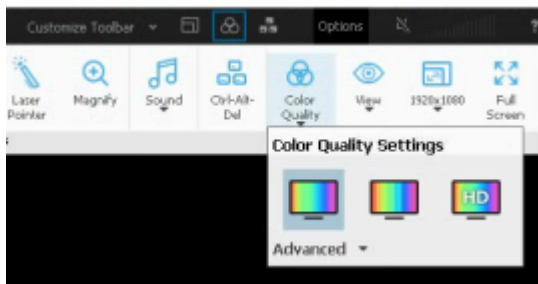 Customize Toolbar
Options
?
Laser Pointer
Magnify
Sound
Ctrl-Alt-Del
Color Quality
View
1920x1080
Full Screen
Color Quality Settings
HD
Advanced